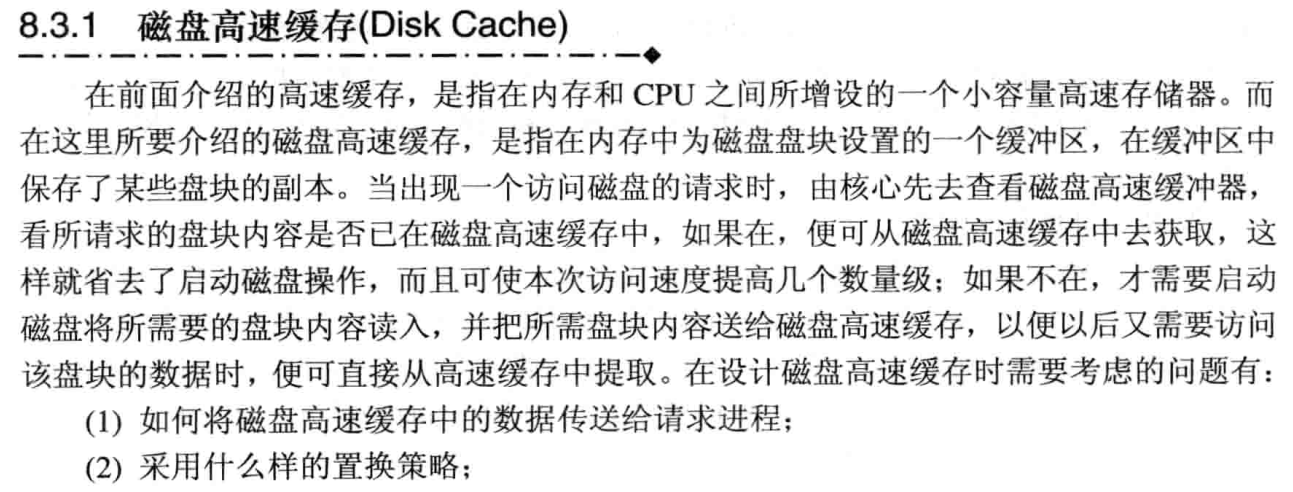 8.3.1 磁盘高速缓存(Disk Cache)
在前面介绍的高速缓存，是指在内存和 CPU 之间所增设的一个小容量高速存储器。而
在这里所要介绍的磁盘高速缓存，是指在内存中为磁盘盘块设置的一个缓冲区，在缓冲区中
保存了某些盘块的副本。当出现一个访问磁盘的请求时，由核心先去查看磁盘高速缓冲器，
看所请求的盘块内容是否已在磁盘高速缓存中，如果在，便可从磁盘高速缓存中去获取，这
样就省去了启动磁盘操作，而且可使本次访问速度提高几个数量级；如果不在，才需要启动
磁盘将所需要的盘块内容读入，并把所需盘块内容送给磁盘高速缓存，以便以后又需要访问
该盘块的数据时，便可直接从高速缓存中提取。在设计磁盘高速缓存时需要考虑的问题有：
(1) 如何将磁盘高速缓存中的数据传送给请求进程；
(2) 采用什么样的置换策略；